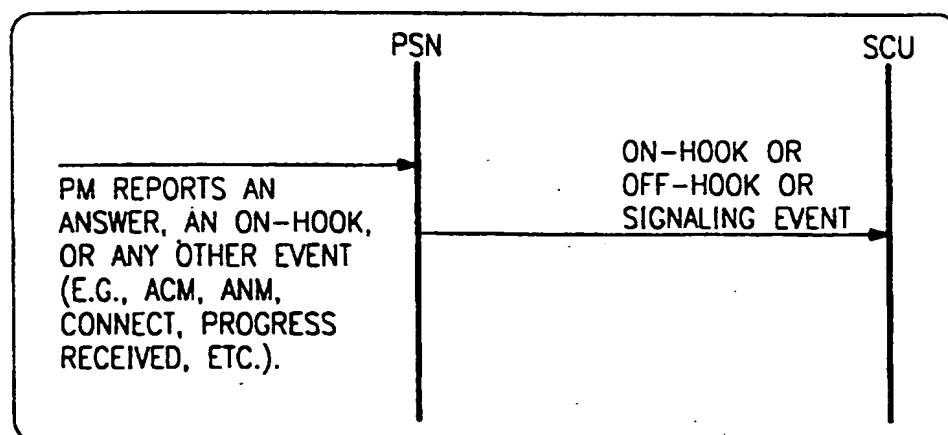 PSN
SCU
PM REPORTS AN
ANSWER, AN ON-HOOK,
OR ANY OTHER EVENT
(E.G., ACM, ANM,
CONNECT, PROGRESS
RECEIVED, ETC.).
ON-HOOK OR
OFF-HOOK OR
SIGNALING EVENT